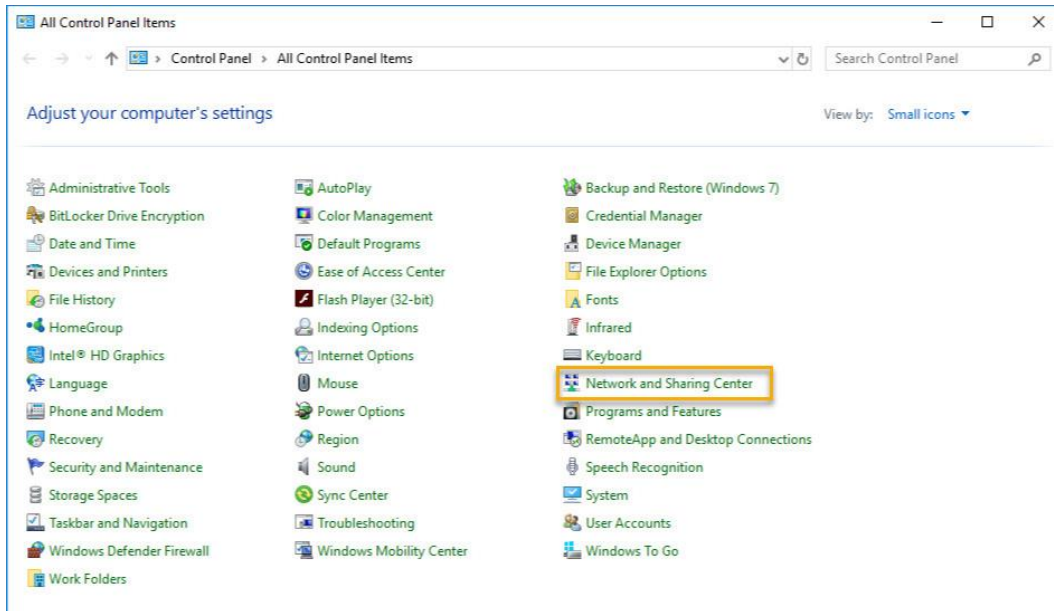 All Control Panel Items
Control Panel > All Control Panel Items
Search Control Panel
Adjust your computer's settings
View by: Small icons
Administrative Tools
AutoPlay
Backup and Restore (Windows 7)
BitLocker Drive Encryption
Color Management
Credential Manager
Date and Time
Default Programs
Device Manager
Devices and Printers
Ease of Access Center
File Explorer Options
File History
Flash Player (32-bit)
Fonts
HomeGroup
Indexing Options
Infrared
Intel® HD Graphics
Internet Options
Keyboard
Language
Mouse
Network and Sharing Center
Phone and Modem
Power Options
Programs and Features
Recovery
Region
RemoteApp and Desktop Connections
Security and Maintenance
Sound
Speech Recognition
Storage Spaces
Sync Center
System
Taskbar and Navigation
Troubleshooting
User Accounts
Windows Defender Firewall
Windows Mobility Center
Windows To Go
Work Folders